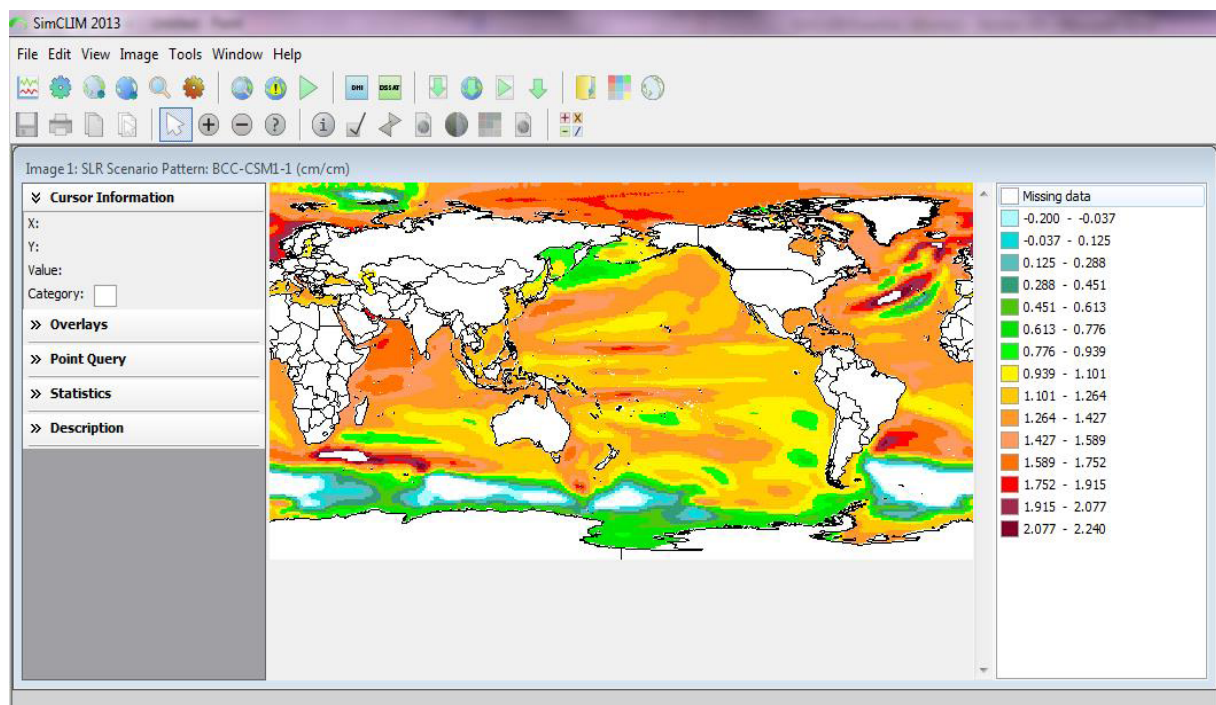 SimCLIM 2013
File Edit View Image Tools Window Help
DHI DSSAT
Image 1: SLR Scenario Pattern: BCC-CSM1-1 (cm/cm)
Cursor Information
X:
Y:
Value:
Category:
Overlays
Point Query
Statistics
Description
Missing data
-0.200 - -0.037
-0.037 - 0.125
0.125 - 0.288
0.288 - 0.451
0.451 - 0.613
0.613 - 0.776
0.776 - 0.939
0.939 - 1.101
1.101 - 1.264
1.264 - 1.427
1.427 - 1.589
1.589 - 1.752
1.752 - 1.915
1.915 - 2.077
2.077 - 2.240